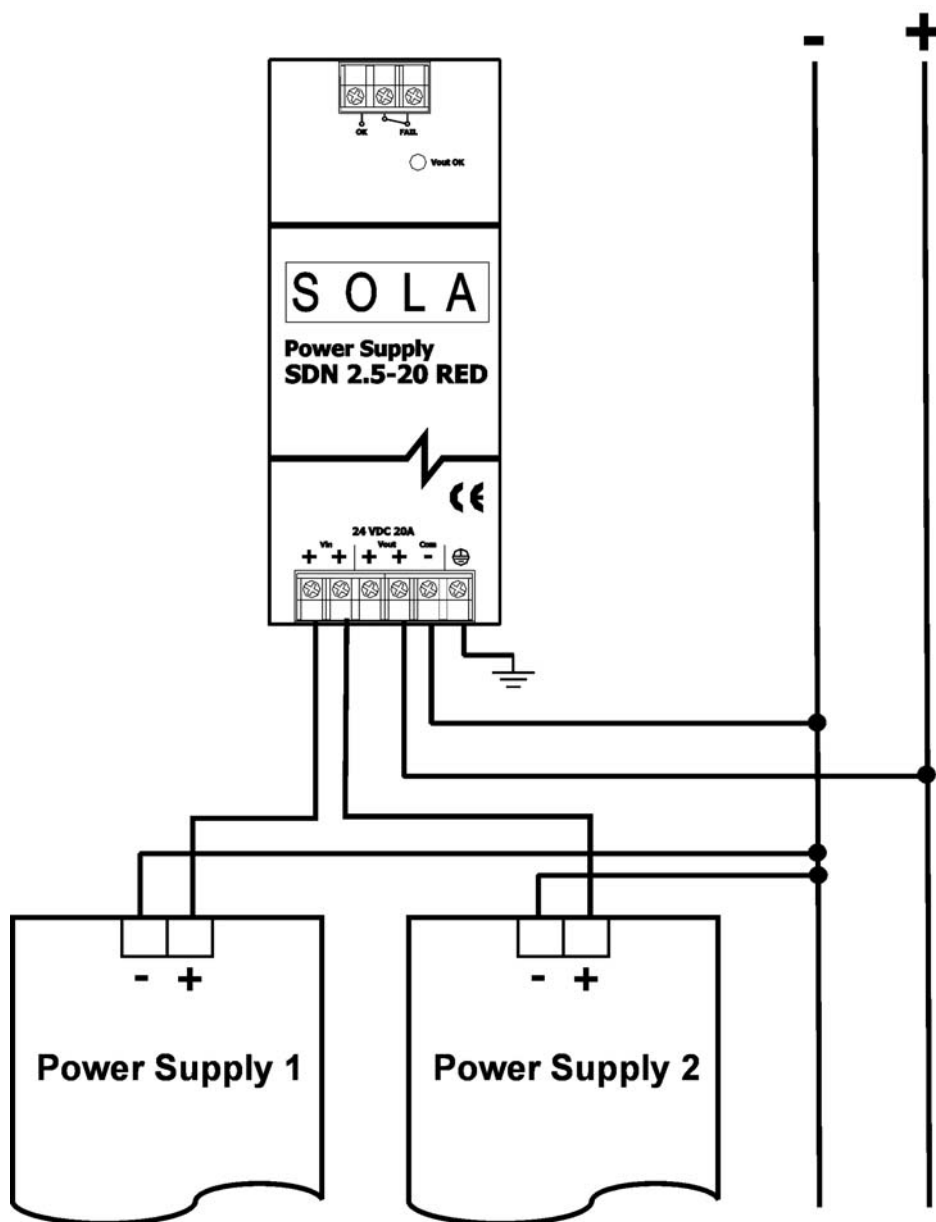 - +
OK FAIL
Vout OK
S O L A
Power Supply
SDN 2.5-20 RED
CE
24 VDC 20A
Vin Vout Com
+ + + + -
- +
Power Supply 1
- +
Power Supply 2